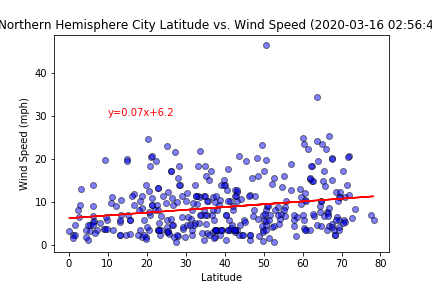 Northern Hemisphere City Latitude vs. Wind Speed (2020-03-16 02:56:4
40
30
20
10
0
Wind Speed (mph)
y=0.07x+6.2
0 10 20 30 40 50 60 70 80
Latitude